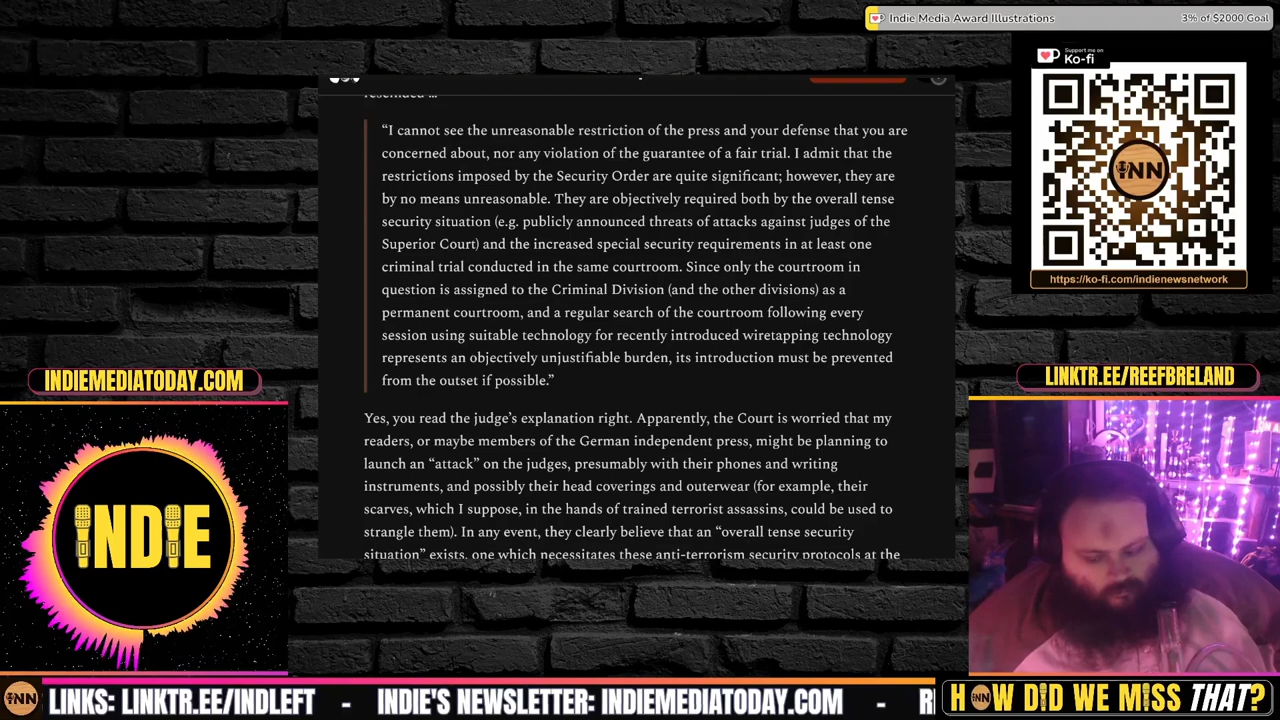 Indie Media Award Illustrations
3% of $2000 Goal
Support me on
Ko-fi
iNN
https://ko-fi.com/indienewsnetwork
“I cannot see the unreasonable restriction of the press and your defense that you are
concerned about, nor any violation of the guarantee of a fair trial. I admit that the
restrictions imposed by the Security Order are quite significant; however, they are
by no means unreasonable. They are objectively required both by the overall tense
security situation (e.g. publicly announced threats of attacks against judges of the
Superior Court) and the increased special security requirements in at least one
criminal trial conducted in the same courtroom. Since only the courtroom in
question is assigned to the Criminal Division (and the other divisions) as a
permanent courtroom, and a regular search of the courtroom following every
session using suitable technology for recently introduced wiretapping technology
represents an objectively unjustifiable burden, its introduction must be prevented
from the outset if possible.”
Yes, you read the judge’s explanation right. Apparently, the Court is worried that my
readers, or maybe members of the German independent press, might be planning to
launch an “attack” on the judges, presumably with their phones and writing
instruments, and possibly their head coverings and outerwear (for example, their
scarves, which I suppose, in the hands of trained terrorist assassins, could be used to
strangle them). In any event, they clearly believe that an “overall tense security
situation” exists, one which necessitates these anti-terrorism security protocols at the
INDIEMEDIATODAY.COM
LINKTR.EE/REEFBRELAND
INDIE
iNN
LINKS: LINKTR.EE/INDLEFT - INDIE'S NEWSLETTER: INDIEMEDIATODAY.COM -
HOW DID WE MISS THAT?